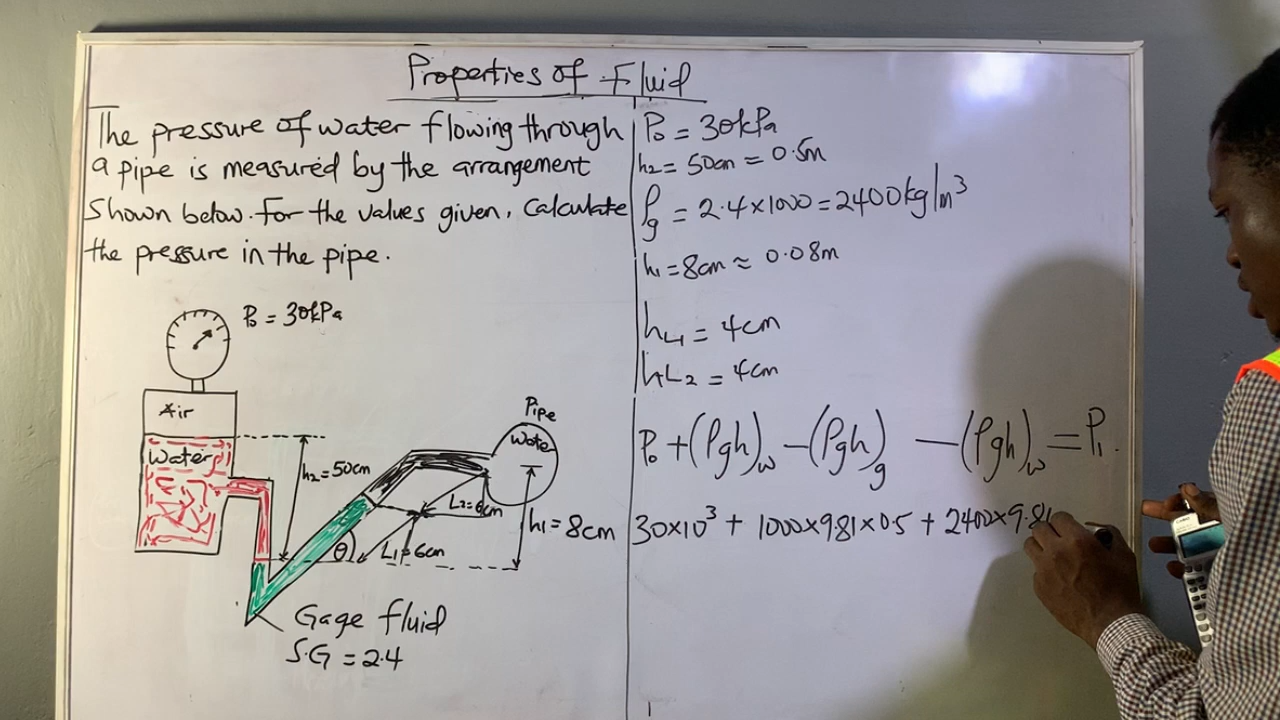 Properties of Fluid
The pressure of water flowing through
a pipe is measured by the arrangement
Shown below. For the values given, Calculate
the pressure in the pipe.
P₀ = 30kPa
Air
Water
h₂=50cm
Pipe
Water
L₂=6cm
h₁=8cm
θ
L₁=6cm
Gage fluid
S.G = 2.4
P₀ = 30kPa
h₂= 50cm = 0.5m
ρg = 2.4×1000 = 2400kg/m³
h₁=8cm ≈ 0.08m
hL₁ = 4cm
hL₂ = 4cm
P₀ +(ρgh)w −(ρgh)g −(ρgh)w = P₁.
30×10³ + 1000×9.81×0.5 + 2400×9.81